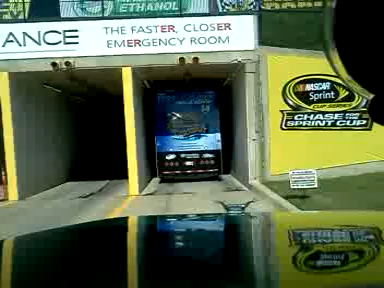 ETHANOL
ANCE
THE FASTER, CLOSER
EMERGENCY ROOM
NASCAR
Sprint
CUP SERIES
CHASE FOR THE
SPRINT CUP